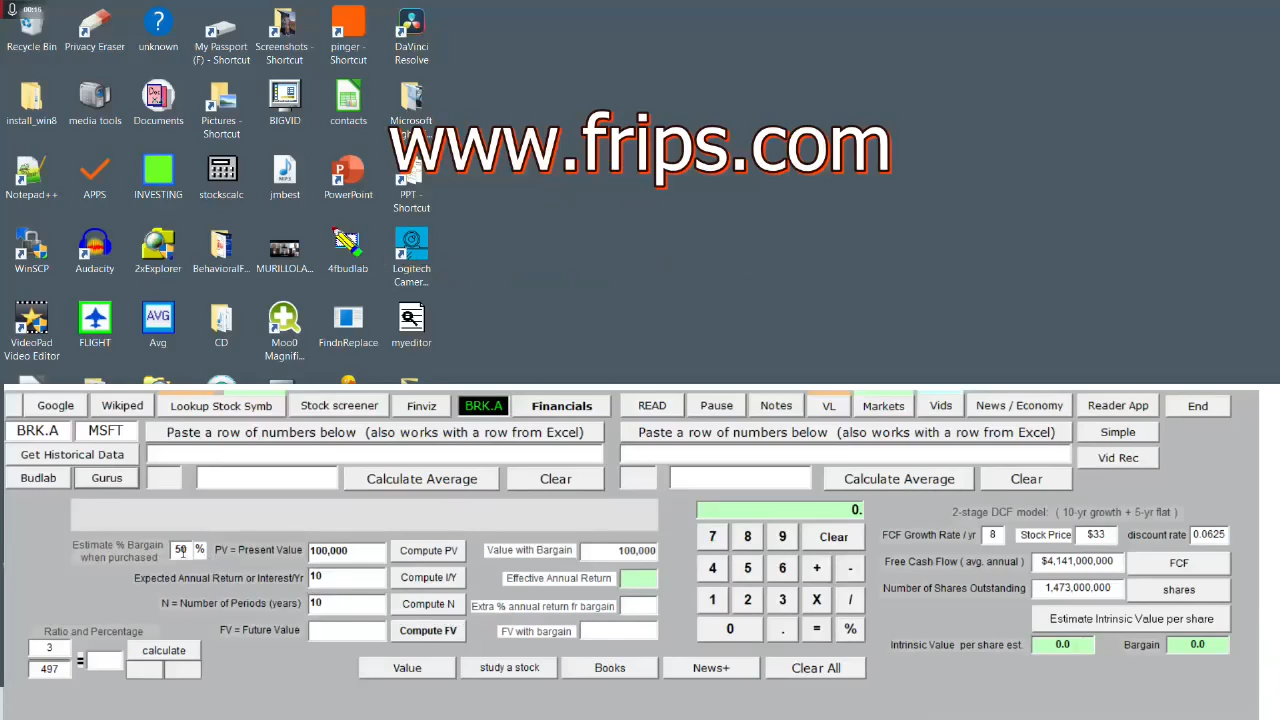 00:16
Recycle Bin
Privacy Eraser
unknown
My Passport
(F) - Shortcut
Screenshots -
Shortcut
pinger -
Shortcut
DaVinci
Resolve
install_win8
media tools
Documents
Pictures -
Shortcut
BIGVID
contacts
Microsoft
www.frips.com
Notepad++
APPS
INVESTING
stockscalc
jmbest
PowerPoint
PPT -
Shortcut
WinSCP
Audacity
2xExplorer
BehavioralF...
MURILLOLA...
4fbudlab
Logitech
Camer...
VideoPad
Video Editor
FLIGHT
AVG
Avg
CD
Moo0
Magnifi...
FindnReplace
myeditor
Google
Wikiped
Lookup Stock Symb
Stock screener
Finviz
BRK.A
Financials
READ
Pause
Notes
VL
Markets
Vids
News / Economy
Reader App
End
BRK.A
MSFT
Paste a row of numbers below (also works with a row from Excel)
Paste a row of numbers below (also works with a row from Excel)
Simple
Get Historical Data
Vid Rec
Budlab
Gurus
Calculate Average
Clear
Calculate Average
Clear
0.
2-stage DCF model: ( 10-yr growth + 5-yr flat )
Estimate % Bargain
when purchased
50 %
PV = Present Value
100,000
Compute PV
Value with Bargain
100,000
7 8 9 Clear
FCF Growth Rate / yr
8
Stock Price
$33
discount rate
0.0625
Expected Annual Return or Interest/Yr
10
Compute I/Y
Effective Annual Return
4 5 6 + -
Free Cash Flow ( avg. annual )
$4,141,000,000
FCF
N = Number of Periods (years)
10
Compute N
Extra % annual return fr bargain
1 2 3 X /
Number of Shares Outstanding
1,473,000,000
shares
FV = Future Value
Compute FV
FV with bargain
0 . = %
Estimate Intrinsic Value per share
Ratio and Percentage
3
497
=
calculate
Intrinsic Value per share est.
0.0
Bargain
0.0
Value
study a stock
Books
News+
Clear All